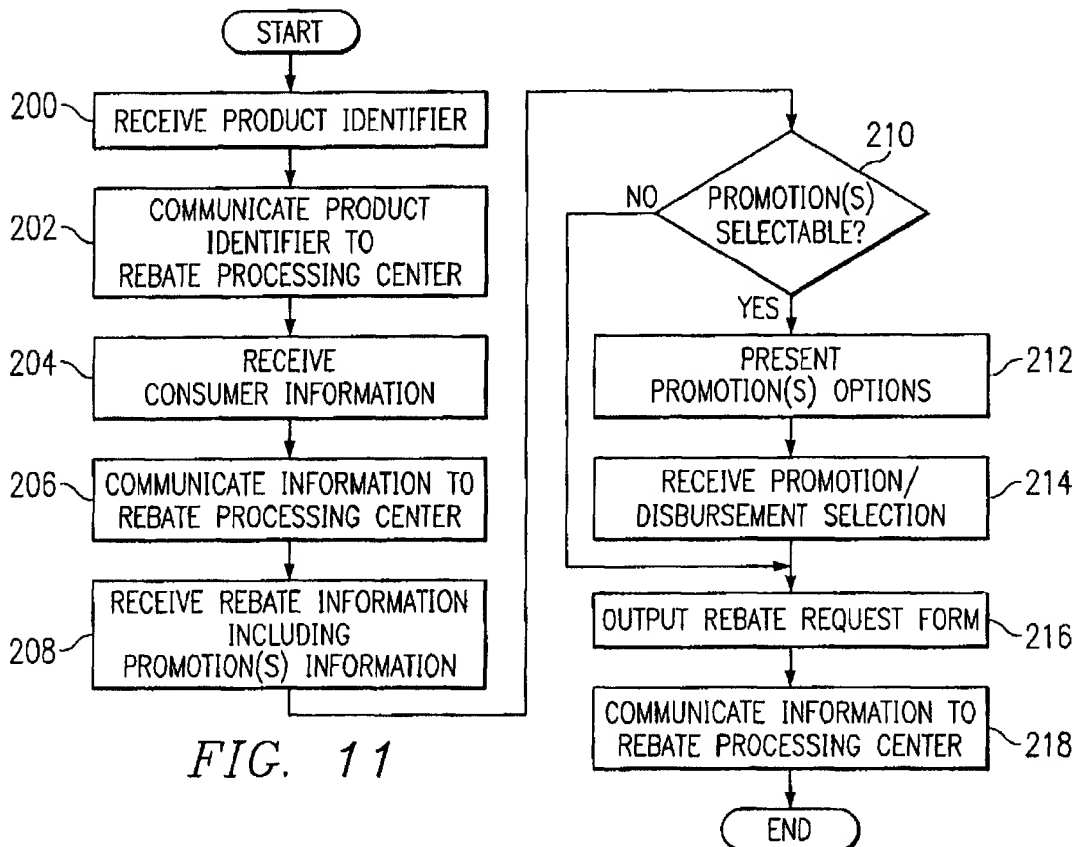 START
200
RECEIVE PRODUCT IDENTIFIER
202
COMMUNICATE PRODUCT
IDENTIFIER TO
REBATE PROCESSING CENTER
204
RECEIVE
CONSUMER INFORMATION
206
COMMUNICATE INFORMATION TO
REBATE PROCESSING CENTER
208
RECEIVE REBATE INFORMATION
INCLUDING
PROMOTION(S) INFORMATION
210
PROMOTION(S)
SELECTABLE?
NO
YES
PRESENT
PROMOTION(S) OPTIONS
212
RECEIVE PROMOTION/
DISBURSEMENT SELECTION
214
OUTPUT REBATE REQUEST FORM
216
COMMUNICATE INFORMATION TO
REBATE PROCESSING CENTER
218
END
FIG. 11